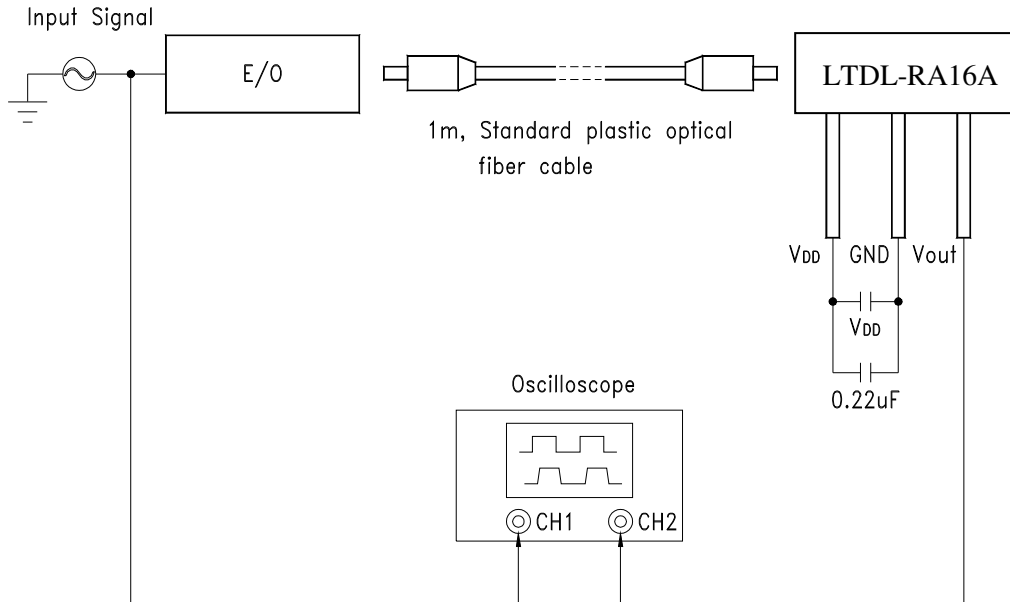 Input Signal
E/O
LTDL-RA16A
1m, Standard plastic optical
fiber cable
VDD GND Vout
VDD
0.22uF
Oscilloscope
CH1 CH2